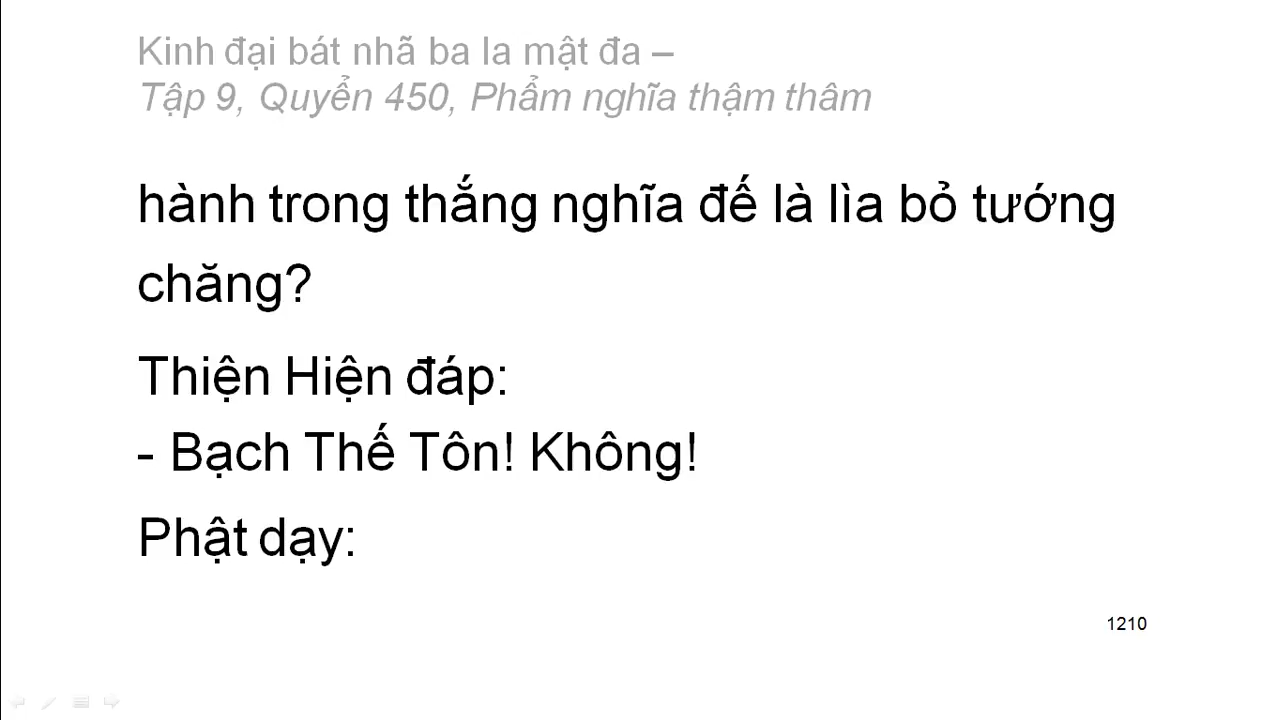 Kinh đại bát nhã ba la mật đa –
Tập 9, Quyển 450, Phẩm nghĩa thậm thâm
hành trong thắng nghĩa đế là lìa bỏ tướng
chăng?
Thiện Hiện đáp:
- Bạch Thế Tôn! Không!
Phật dạy:
1210